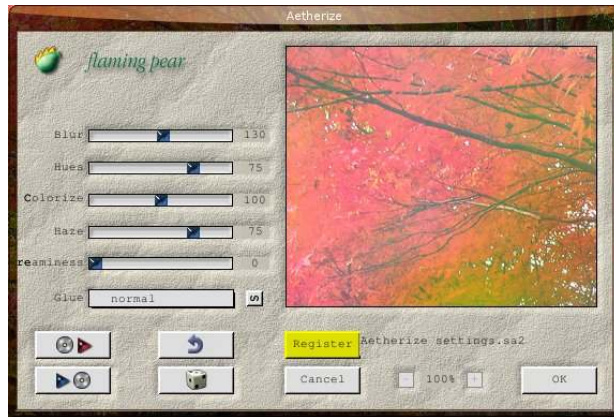 Aetherize
flaming pear
Blur 130
Hues 75
Colorize 100
Haze 75
reaminess 0
Glue normal S
Register Aetherize settings.sa2
Cancel - 100% + OK